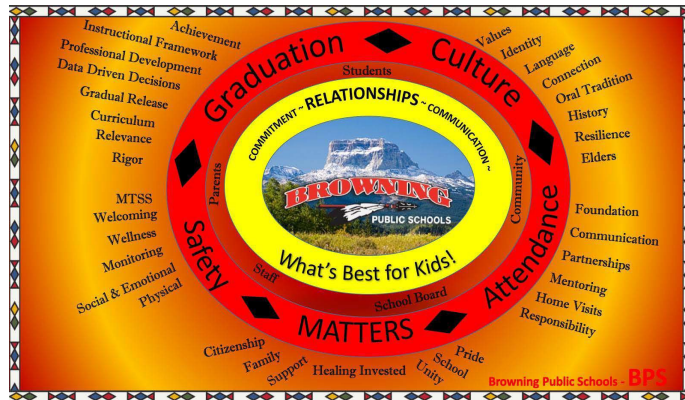 Achievement
Instructional Framework
Professional Development
Data Driven Decisions
Gradual Release
Curriculum
Relevance
Rigor
Graduation
Culture
Values
Identity
Language
Connection
Oral Tradition
History
Resilience
Elders
Students
Parents
Community
Staff
School Board
COMMITMENT ~ RELATIONSHIPS ~ COMMUNICATION ~
BROWNING
PUBLIC SCHOOLS
What's Best for Kids!
MTSS
Welcoming
Wellness
Monitoring
Social & Emotional
Physical
Safety
Attendance
Foundation
Communication
Partnerships
Mentoring
Home Visits
Responsibility
MATTERS
Citizenship
Family
Support
Healing Invested
Unity
School
Pride
Browning Public Schools - BPS